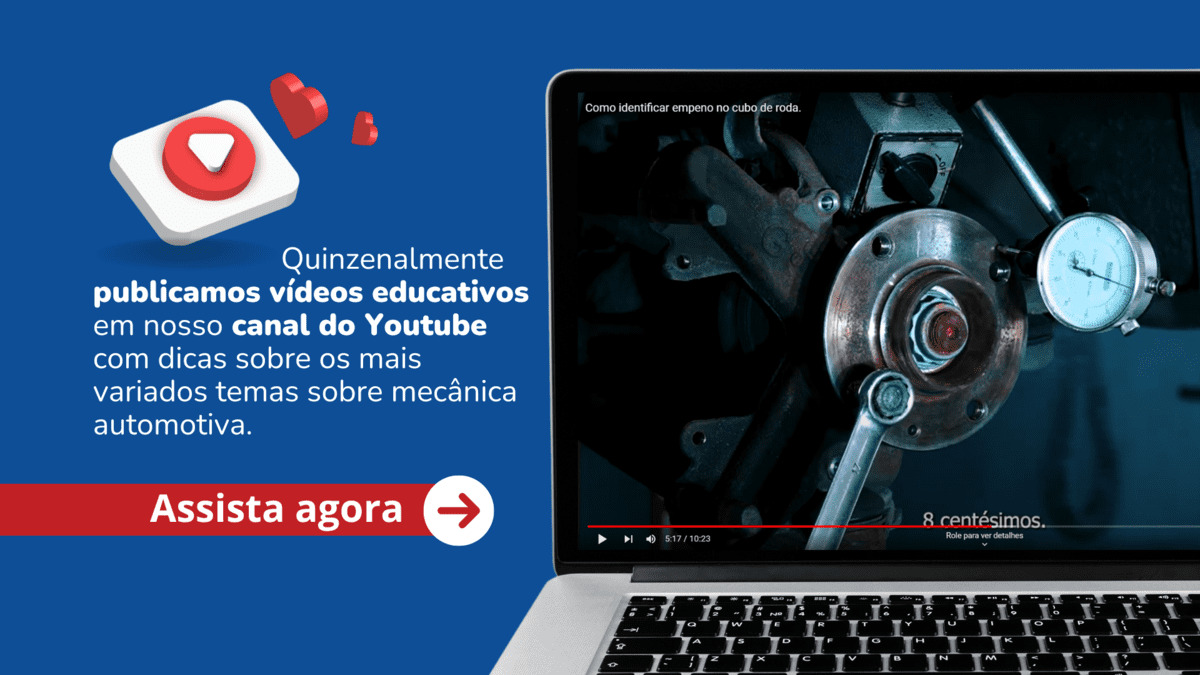 Quinzenalmente
publicamos vídeos educativos
em nosso canal do Youtube
com dicas sobre os mais
variados temas sobre mecânica
automotiva.
Assista agora
Como identificar empeno no cubo de roda.
OFF
8 centésimos.
Role para ver detalhes
5:17 / 10:23
Q W E R T Y U I O P
A S D F G H J K L
Z X C V B N M